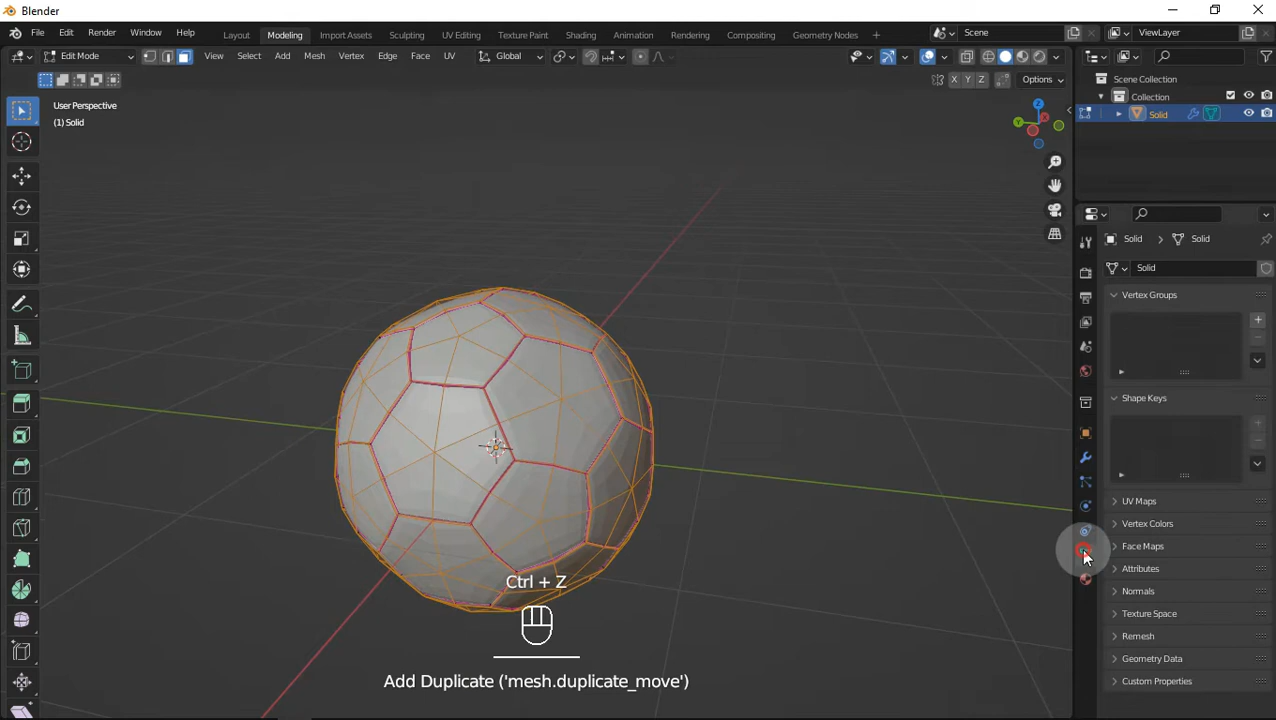 Blender
File Edit Render Window Help Layout Modeling Import Assets Sculpting UV Editing Texture Paint Shading Animation Rendering Compositing Geometry Nodes + Scene ViewLayer
Edit Mode View Select Add Mesh Vertex Edge Face UV Global
X Y Z Options
User Perspective
(1) Solid
Z
Y X
Scene Collection
Collection
Solid
Solid Solid
Solid
Vertex Groups
Shape Keys
UV Maps
Vertex Colors
Face Maps
Attributes
Normals
Texture Space
Remesh
Geometry Data
Custom Properties
Ctrl + Z
Add Duplicate ('mesh.duplicate_move')